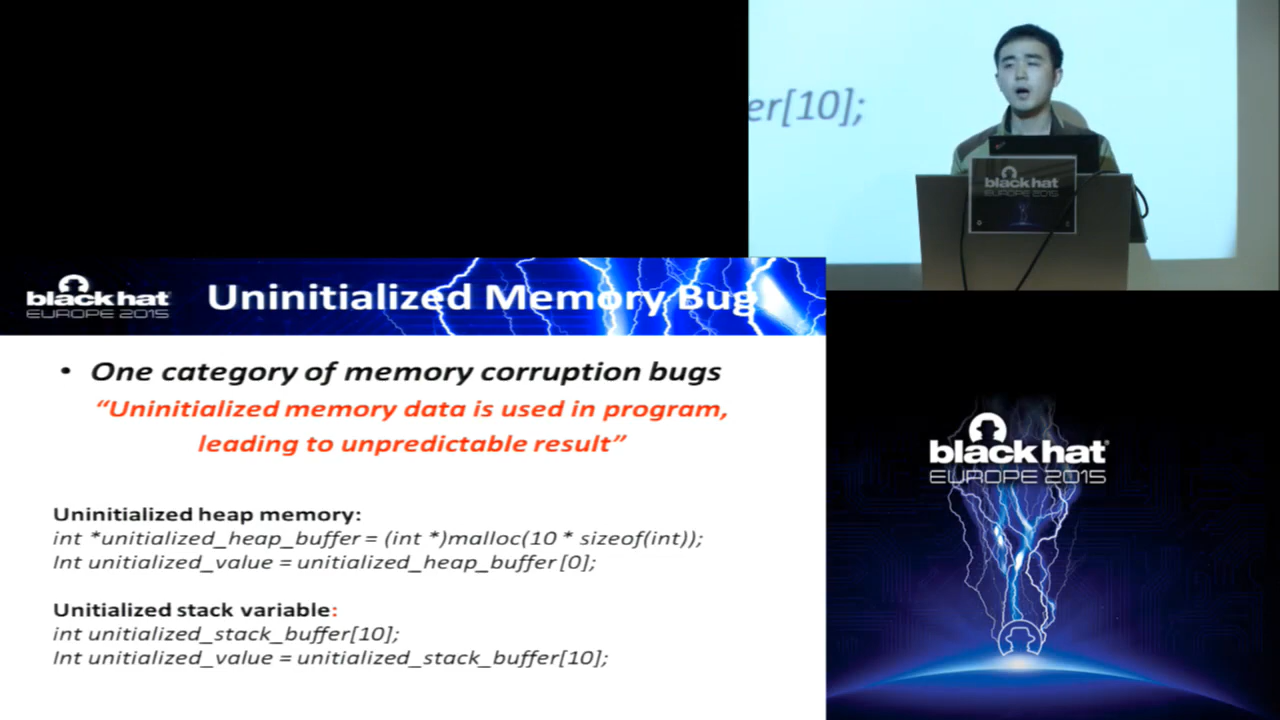 er[10];
black hat
EUROPE 2015
black hat
EUROPE 2015
Uninitialized Memory Bug
• One category of memory corruption bugs
“Uninitialized memory data is used in program,
leading to unpredictable result”
Uninitialized heap memory:
int *unitialized_heap_buffer = (int *)malloc(10 * sizeof(int));
Int unitialized_value = unitialized_heap_buffer[0];
Unitialized stack variable:
int unitialized_stack_buffer[10];
Int unitialized_value = unitialized_stack_buffer[10];
black hat
EUROPE 2015